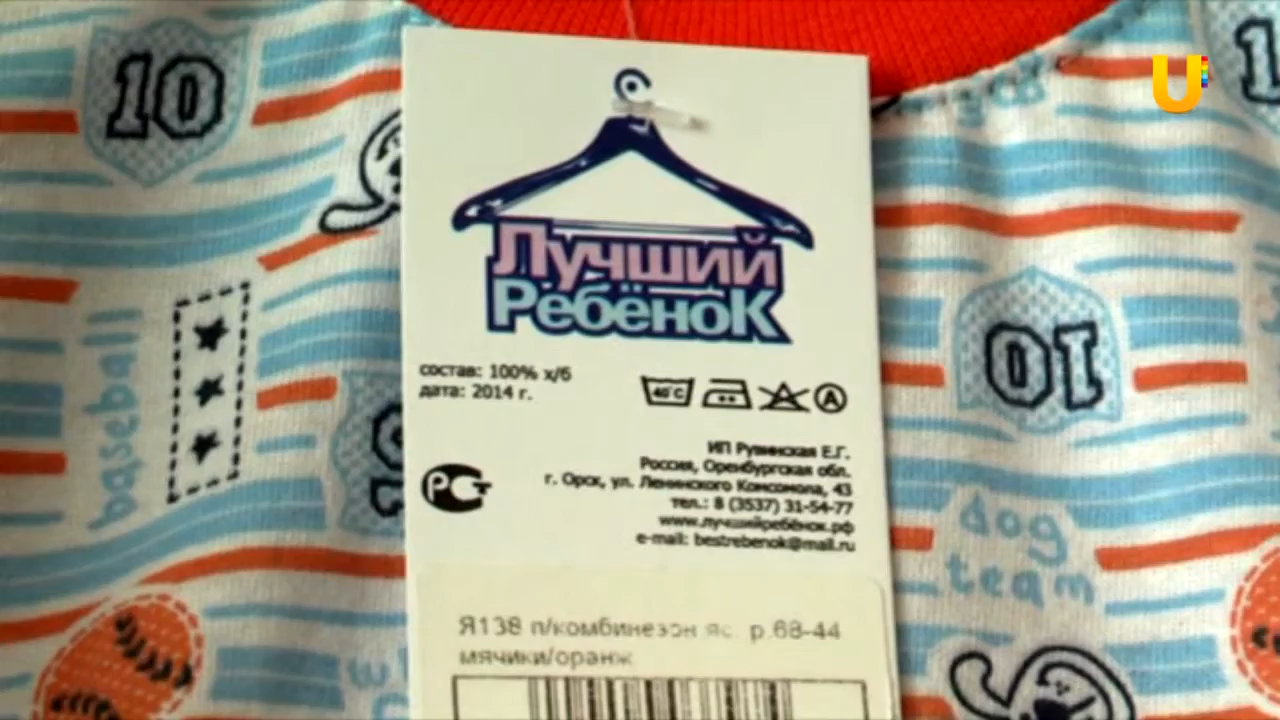 U
10
Лучший
Ребёнок
состав: 100% х/б
дата: 2014 г.
40°C
A
РСТ
ИП Рувинская Е.Г.
Россия, Оренбургская обл.
г. Орск, ул. Ленинского Комсомола, 43
тел.: 8 (3537) 31-54-77
www.лучшийребёнок.рф
e-mail: bestrebenok@mail.ru
Я138 п/комбинезон яс. р.68-44
мячики/оранж
baseball
10
dog
team